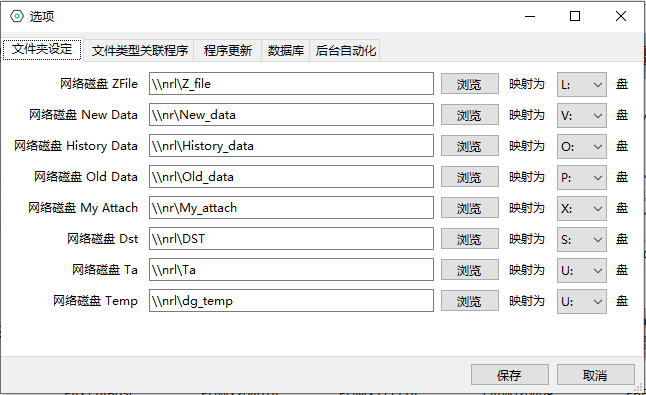 选项
文件夹设定 文件类型关联程序 程序更新 数据库 后台自动化
网络磁盘 ZFile \\nrl\Z_file 浏览 映射为 L: 盘
网络磁盘 New Data \\nr\New_data 浏览 映射为 V: 盘
网络磁盘 History Data \\nrl\History_data 浏览 映射为 O: 盘
网络磁盘 Old Data \\nrl\Old_data 浏览 映射为 P: 盘
网络磁盘 My Attach \\nr\My_attach 浏览 映射为 X: 盘
网络磁盘 Dst \\nrl\DST 浏览 映射为 S: 盘
网络磁盘 Ta \\nrl\Ta 浏览 映射为 U: 盘
网络磁盘 Temp \\nrl\dg_temp 浏览 映射为 U: 盘
保存 取消